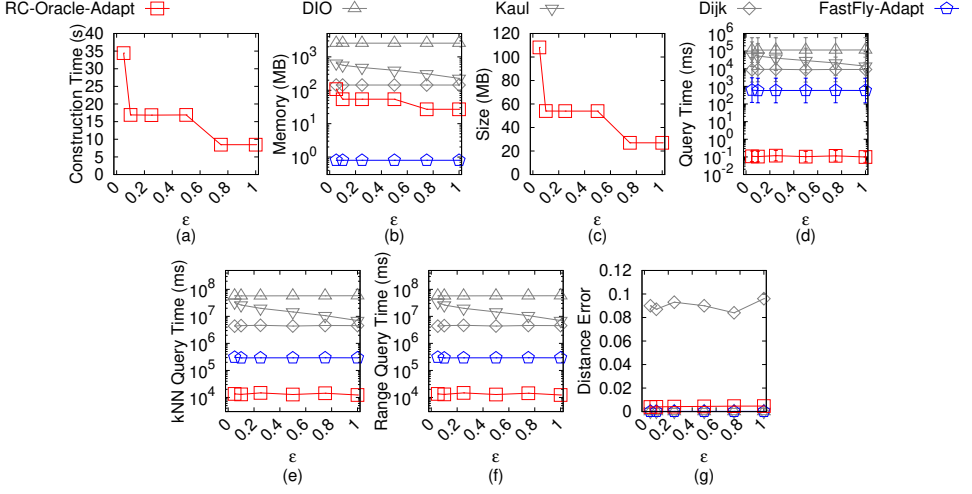 RC-Oracle-Adapt DIO Kaul Dijk FastFly-Adapt
Construction Time (s)
40
35
30
25
20
15
10
5
0
0 0.2 0.4 0.6 0.8 1
ε
(a)
Memory (MB)
10^3
10^2
10^1
10^0
0 0.2 0.4 0.6 0.8 1
ε
(b)
Size (MB)
120
100
80
60
40
20
0
0 0.2 0.4 0.6 0.8 1
ε
(c)
Query Time (ms)
10^6
10^5
10^4
10^3
10^2
10^1
10^0
10^-1
10^-2
0 0.2 0.4 0.6 0.8 1
ε
(d)
kNN Query Time (ms)
10^8
10^7
10^6
10^5
10^4
0 0.2 0.4 0.6 0.8 1
ε
(e)
Range Query Time (ms)
10^8
10^7
10^6
10^5
10^4
0 0.2 0.4 0.6 0.8 1
ε
(f)
Distance Error
0.12
0.1
0.08
0.06
0.04
0.02
0
0 0.2 0.4 0.6 0.8 1
ε
(g)